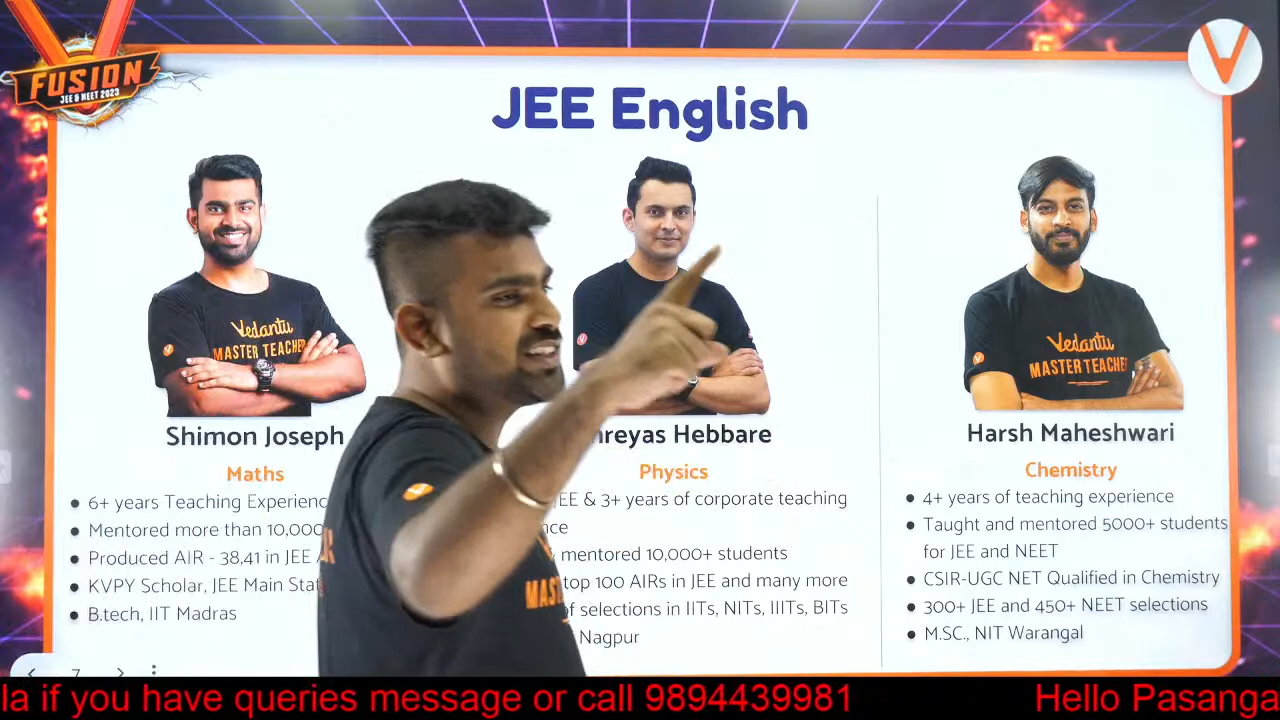 FUSION
JEE & NEET 2023
JEE English
Vedantu
MASTER TEACHER
Vedantu
MASTER TEACHER
Shimon Joseph
Hebbare
Harsh Maheshwari
Maths
Physics
Chemistry
6+ years Teaching
Mentored more than 10,000
Produced AIR - 38,41 in JEE
KVPY Scholar, JEE Main
B.tech, IIT Madras
& 3+ years of corporate teaching
mentored 10,000+ students
top 100 AIRs in JEE and many more
of selections in IITs, NITs, IIITs, BITs
Nagpur
4+ years of teaching experience
Taught and mentored 5000+ students
for JEE and NEET
CSIR-UGC NET Qualified in Chemistry
300+ JEE and 450+ NEET selections
M.SC., NIT Warangal
7
la if you have queries message or call 9894439981
Hello Pasanga